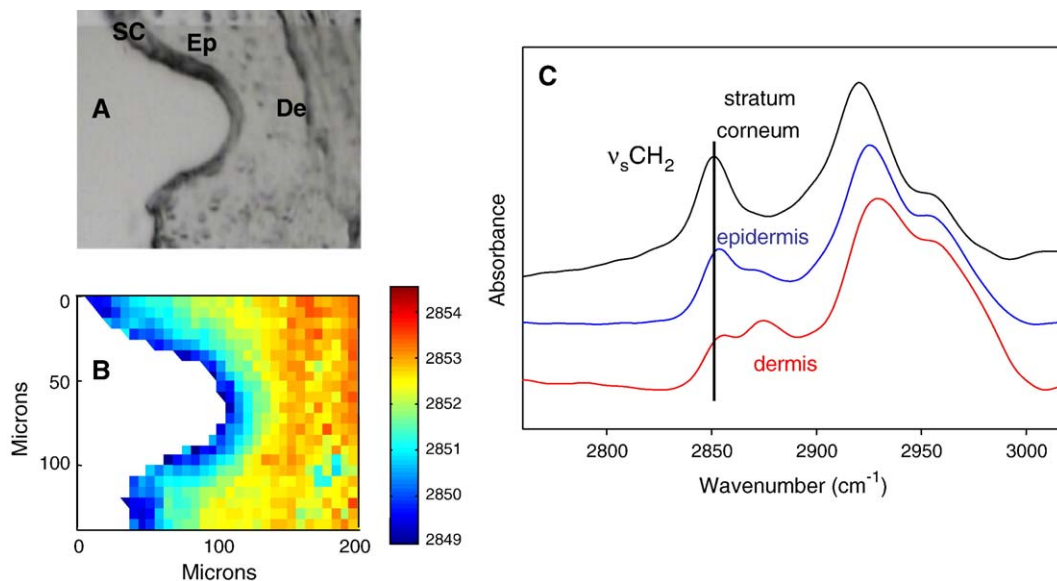 SC
Ep
De
A
0
50
100
Microns
B
0
100
200
Microns
2854
2853
2852
2851
2850
2849
C
stratum
corneum
νsCH2
epidermis
dermis
Absorbance
2800
2850
2900
2950
3000
Wavenumber (cm⁻¹)